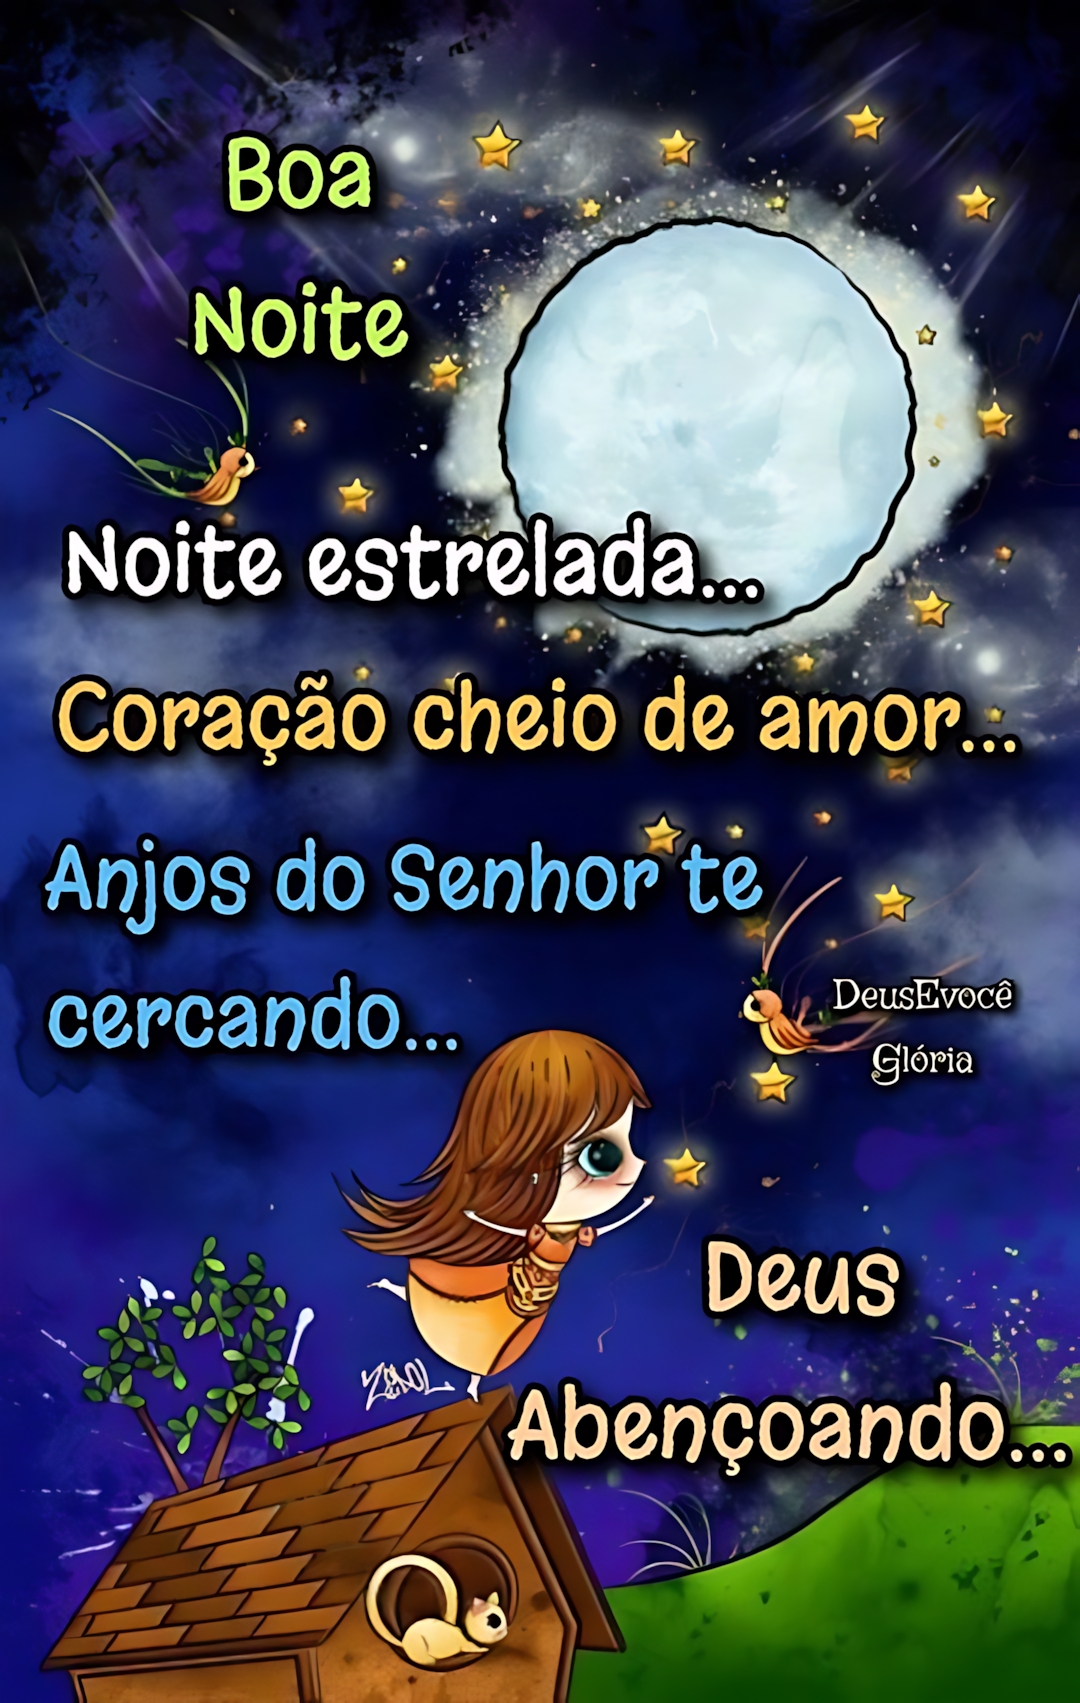 Boa
Noite
Noite estrelada...
Coração cheio de amor...
Anjos do Senhor te
cercando...
DeusEvocê
Glória
Deus
Abençoando...